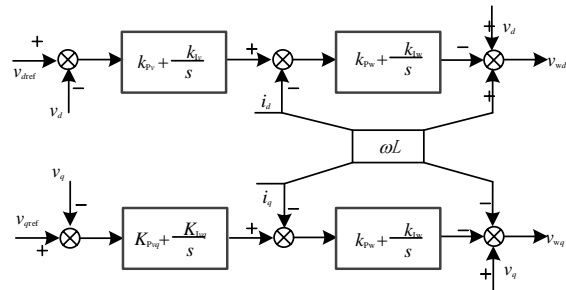 + v_dref − v_d
k_Pv + k_Iv / s
+ − i_d
k_Pw + k_Iw / s
− + v_d + v_wd
ωL
v_q − v_qref +
K_Pvq + K_Ivq / s
+ − i_q
k_Pw + k_Iw / s
− − + v_q v_wq